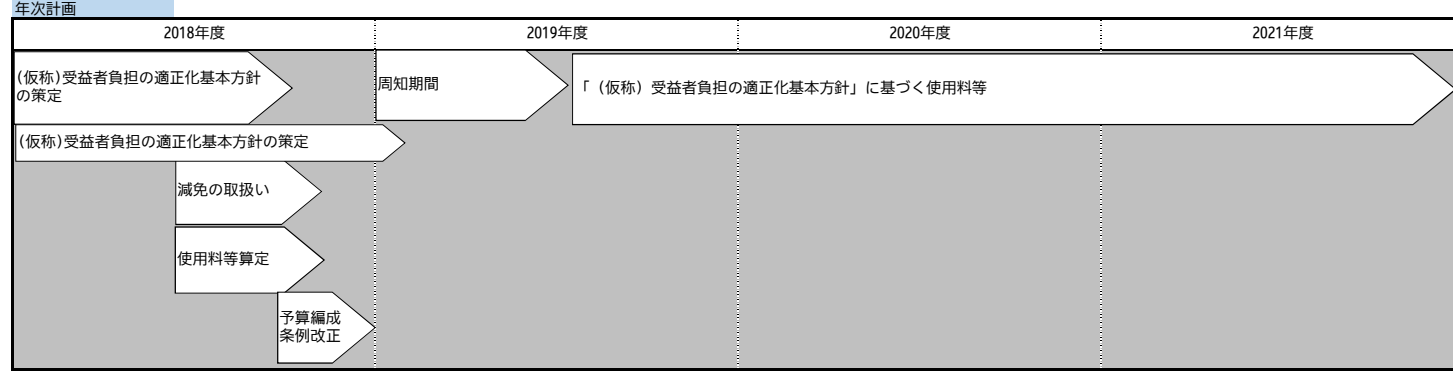 年次計画
2018年度
2019年度
2020年度
2021年度
(仮称)受益者負担の適正化基本方針
の策定
周知期間
「（仮称）受益者負担の適正化基本方針」に基づく使用料等
(仮称)受益者負担の適正化基本方針の策定
減免の取扱い
使用料等算定
予算編成
条例改正